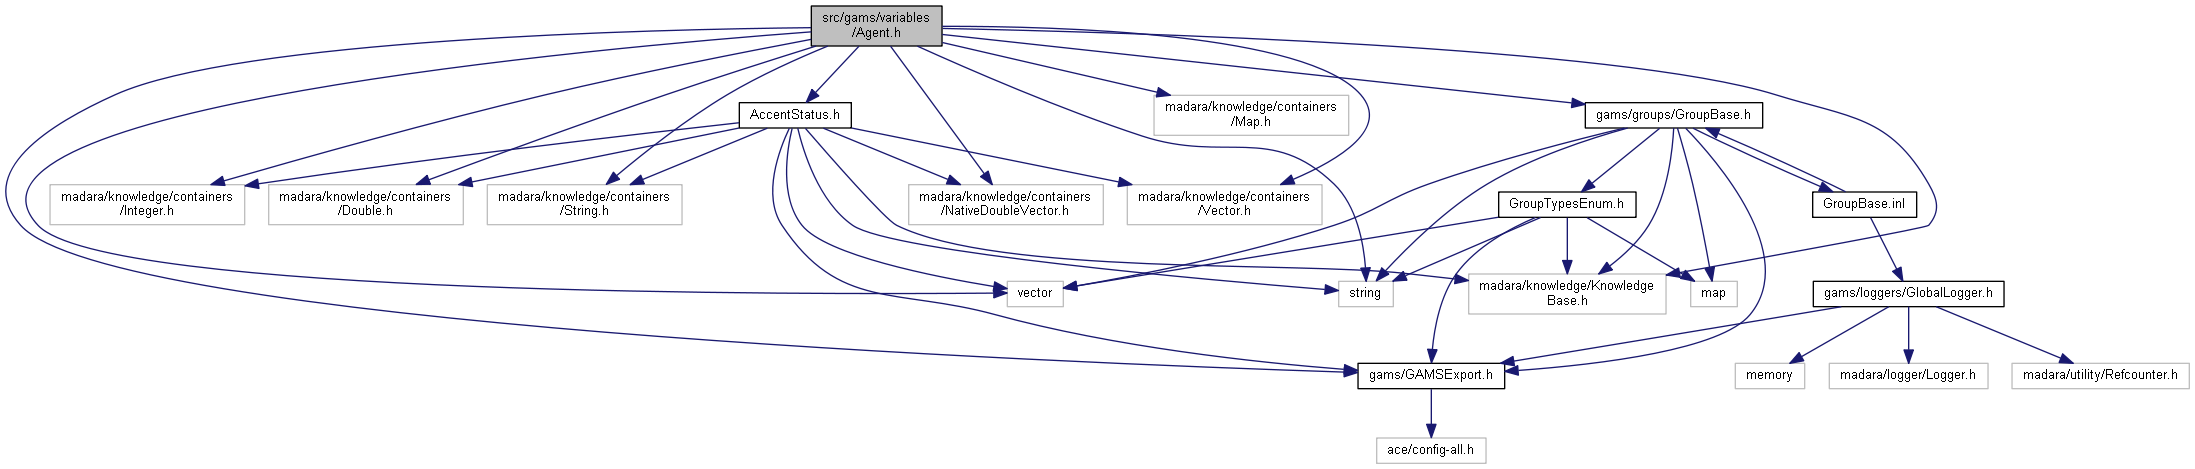 src/gams/variables
/Agent.h
AccentStatus.h
madara/knowledge/containers
/Map.h
gams/groups/GroupBase.h
madara/knowledge/containers
/Integer.h
madara/knowledge/containers
/Double.h
madara/knowledge/containers
/String.h
madara/knowledge/containers
/NativeDoubleVector.h
madara/knowledge/containers
/Vector.h
GroupTypesEnum.h
GroupBase.inl
vector
string
madara/knowledge/Knowledge
Base.h
map
gams/loggers/GlobalLogger.h
gams/GAMSExport.h
memory
madara/logger/Logger.h
madara/utility/Refcounter.h
ace/config-all.h